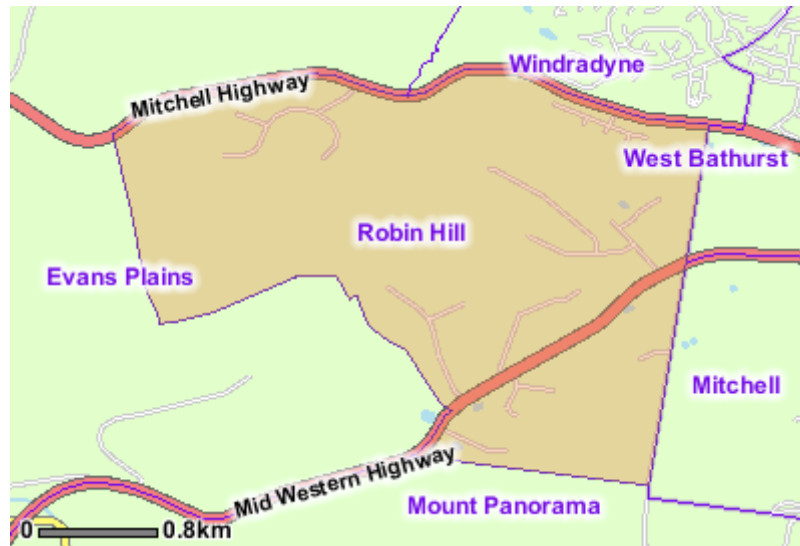 Windradyne
Mitchell Highway
West Bathurst
Robin Hill
Evans Plains
Mitchell
Mid Western Highway
Mount Panorama
0 0.8km